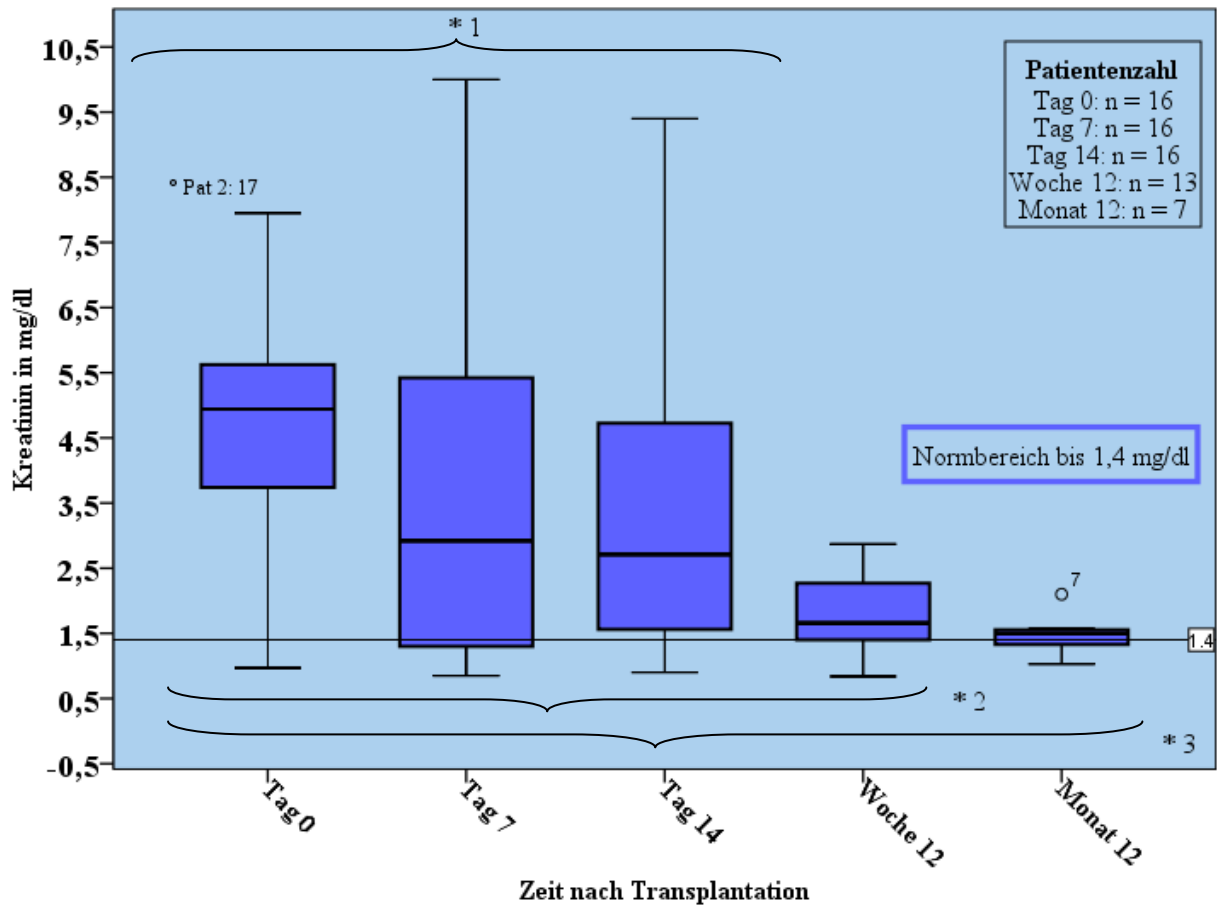 * 1
10,5
9,5
8,5
7,5
6,5
5,5
4,5
3,5
2,5
1,5
0,5
-0,5
Kreatinin in mg/dl
Patientenzahl
Tag 0: n = 16
Tag 7: n = 16
Tag 14: n = 16
Woche 12: n = 13
Monat 12: n = 7
° Pat 2: 17
Normbereich bis 1,4 mg/dl
7
1.4
* 2
* 3
Tag 0
Tag 7
Tag 14
Woche 12
Monat 12
Zeit nach Transplantation